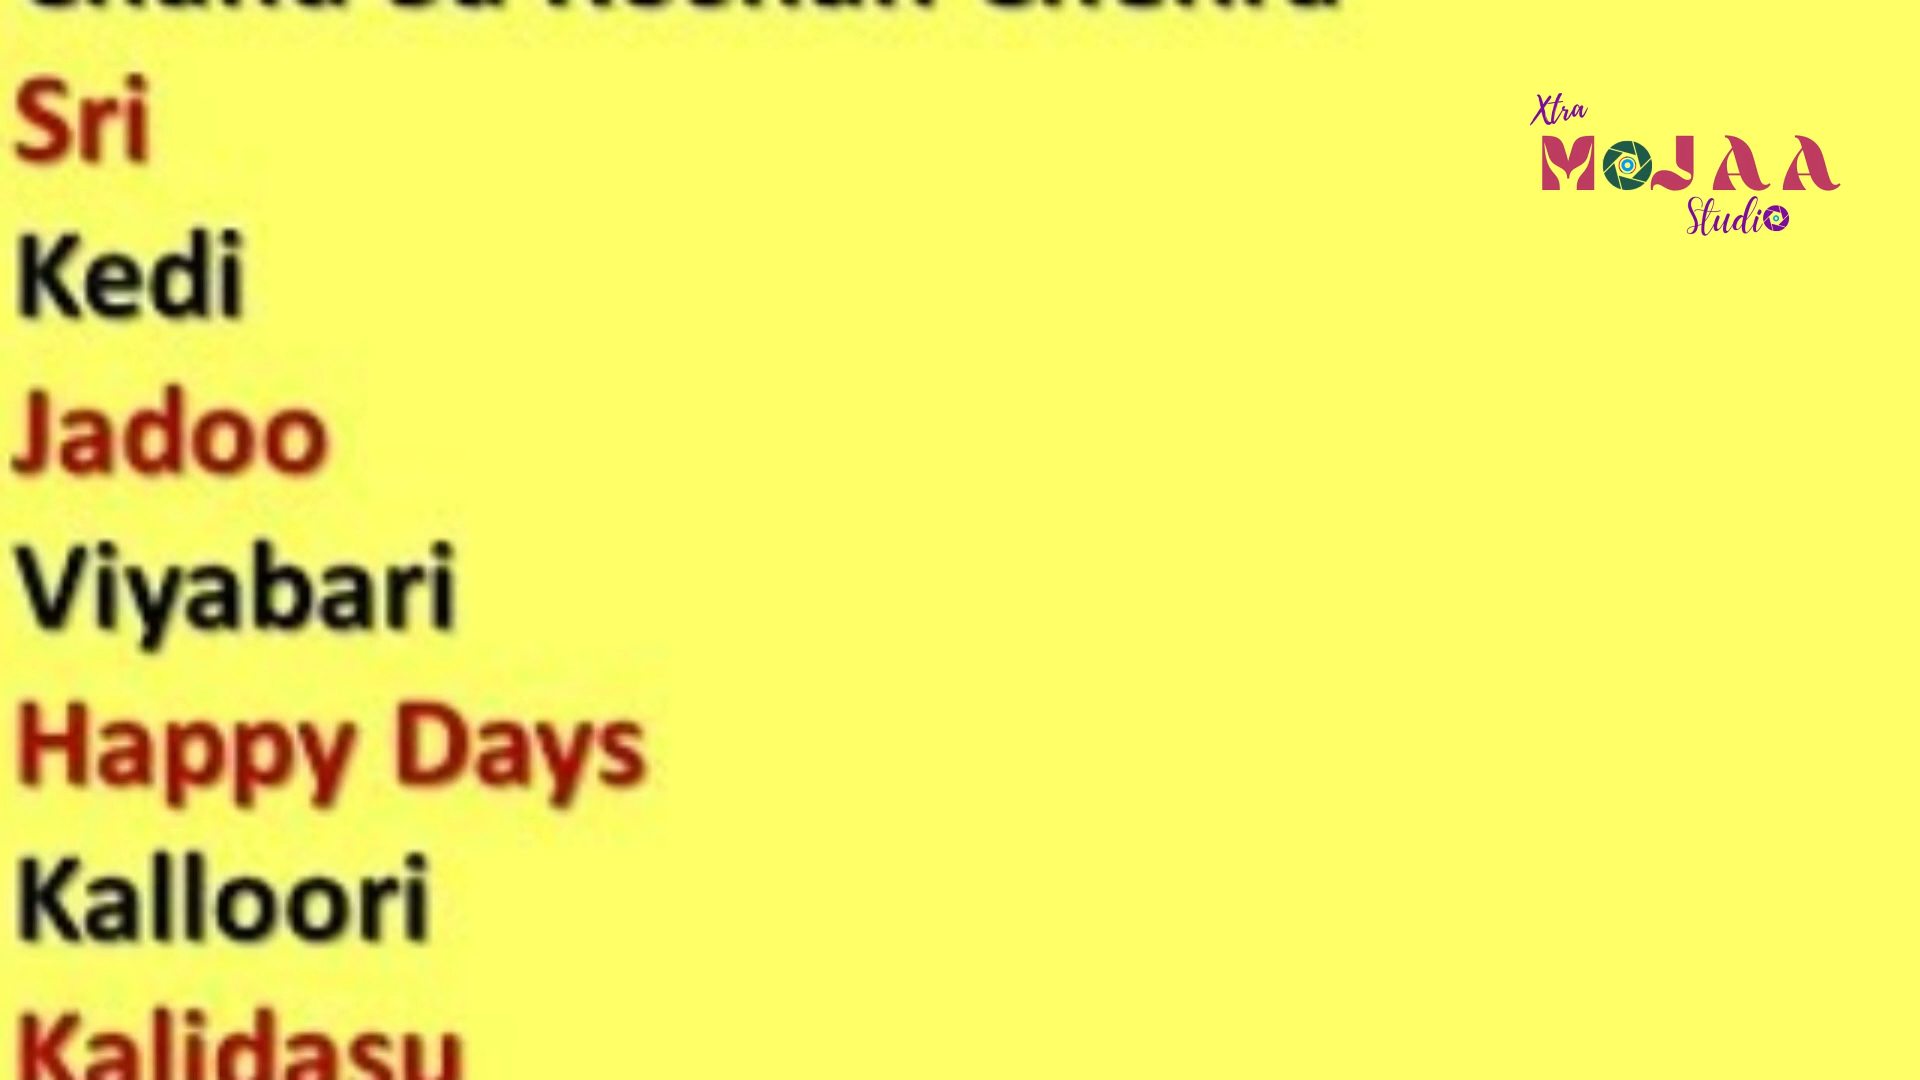 Sri
Kedi
Jadoo
Viyabari
Happy Days
Kalloori
Kalidasu
Xtra
MOJAA
Studio